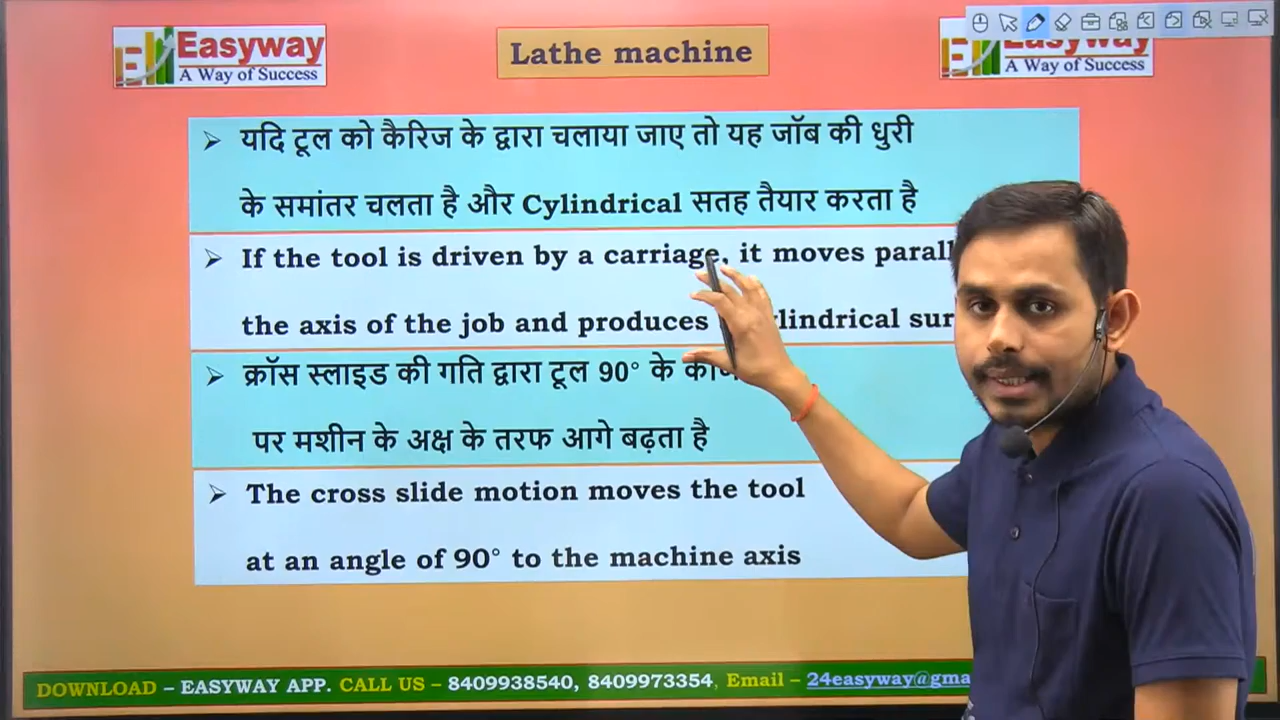 Easyway
A Way of Success
Lathe machine
Easyway
A Way of Success
➢ यदि टूल को कैरिज के द्वारा चलाया जाए तो यह जॉब की धुरी
के समांतर चलता है और Cylindrical सतह तैयार करता है
➢ If the tool is driven by a carriage, it moves parall
the axis of the job and produces lindrical sur
➢ क्रॉस स्लाइड की गति द्वारा टूल 90° के
पर मशीन के अक्ष के तरफ आगे बढ़ता है
➢ The cross slide motion moves the tool
at an angle of 90° to the machine axis
DOWNLOAD – EASYWAY APP. CALL US – 8409938540, 8409973354, Email – 24easyway@gma